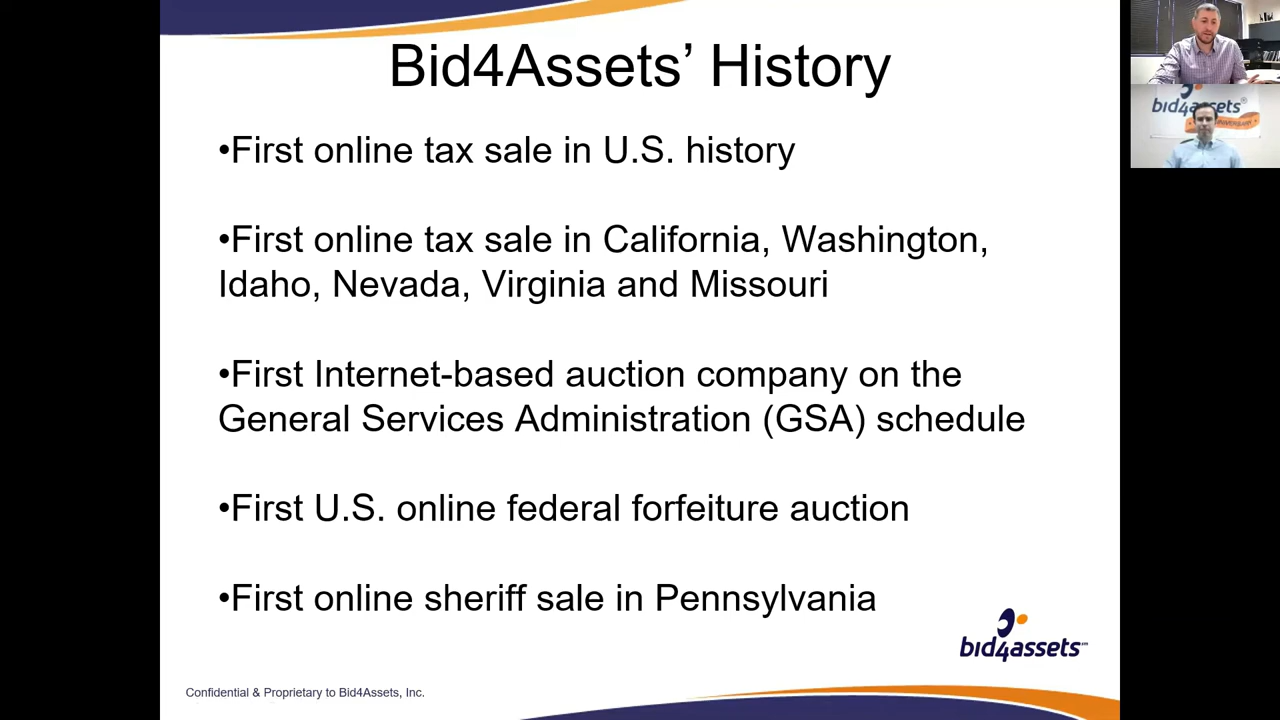 Bid4Assets’ History
•First online tax sale in U.S. history
•First online tax sale in California, Washington,
Idaho, Nevada, Virginia and Missouri
•First Internet-based auction company on the
General Services Administration (GSA) schedule
•First U.S. online federal forfeiture auction
•First online sheriff sale in Pennsylvania
bid4assets
Confidential & Proprietary to Bid4Assets, Inc.
bid4assets